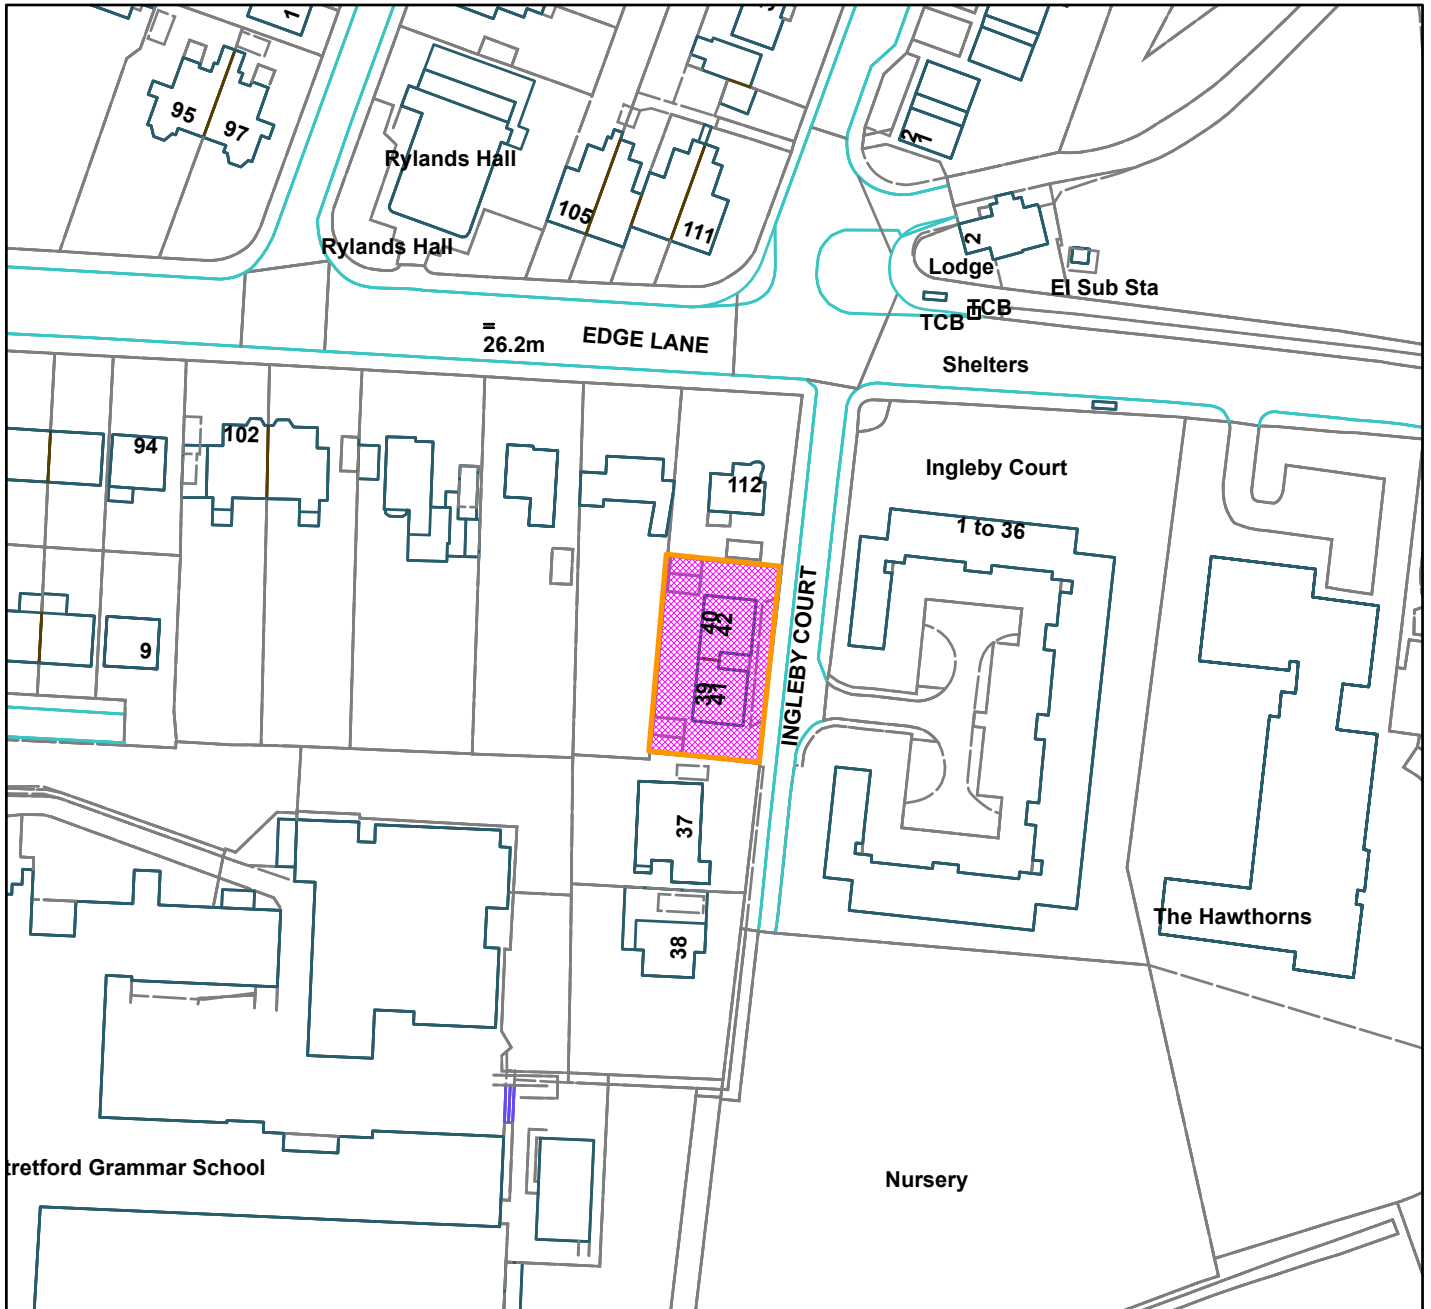 1
95
97
Rylands Hall
Rylands Hall
105
111
2
1
2
Lodge
El Sub Sta
TCB
TCB
26.2m
EDGE LANE
Shelters
94
102
112
Ingleby Court
1 to 36
40
42
39
41
INGLEBY COURT
9
37
38
The Hawthorns
tretford Grammar School
Nursery